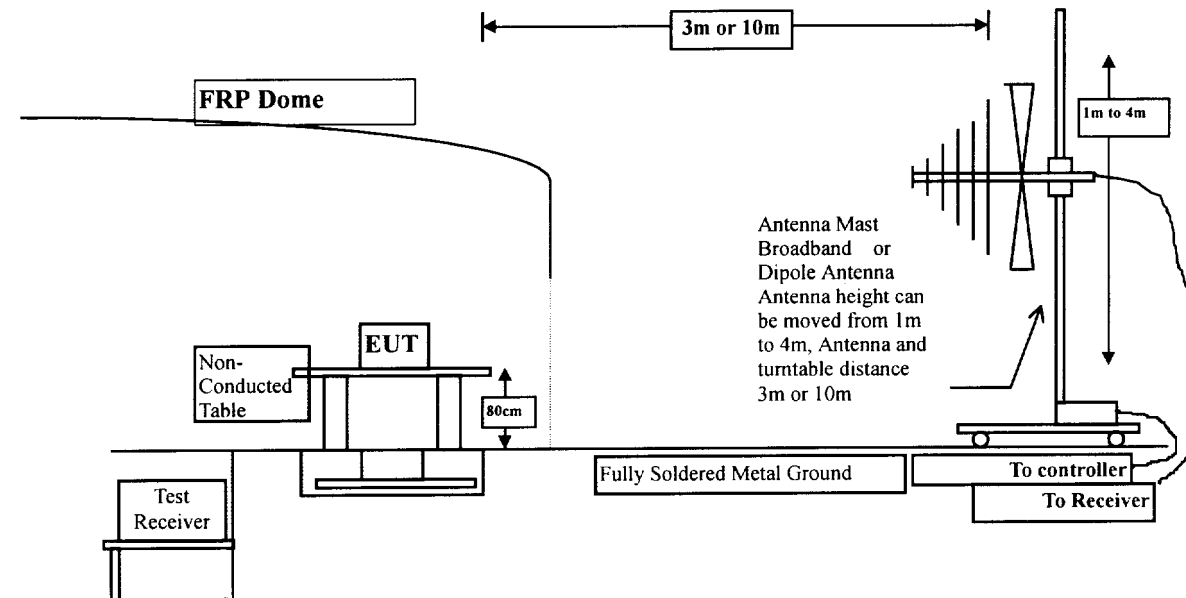 3m or 10m
FRP Dome
1m to 4m
Antenna Mast
Broadband or
Dipole Antenna
Antenna height can
be moved from 1m
to 4m, Antenna and
turntable distance
3m or 10m
EUT
Non-
Conducted
Table
80cm
Fully Soldered Metal Ground
To controller
To Receiver
Test
Receiver